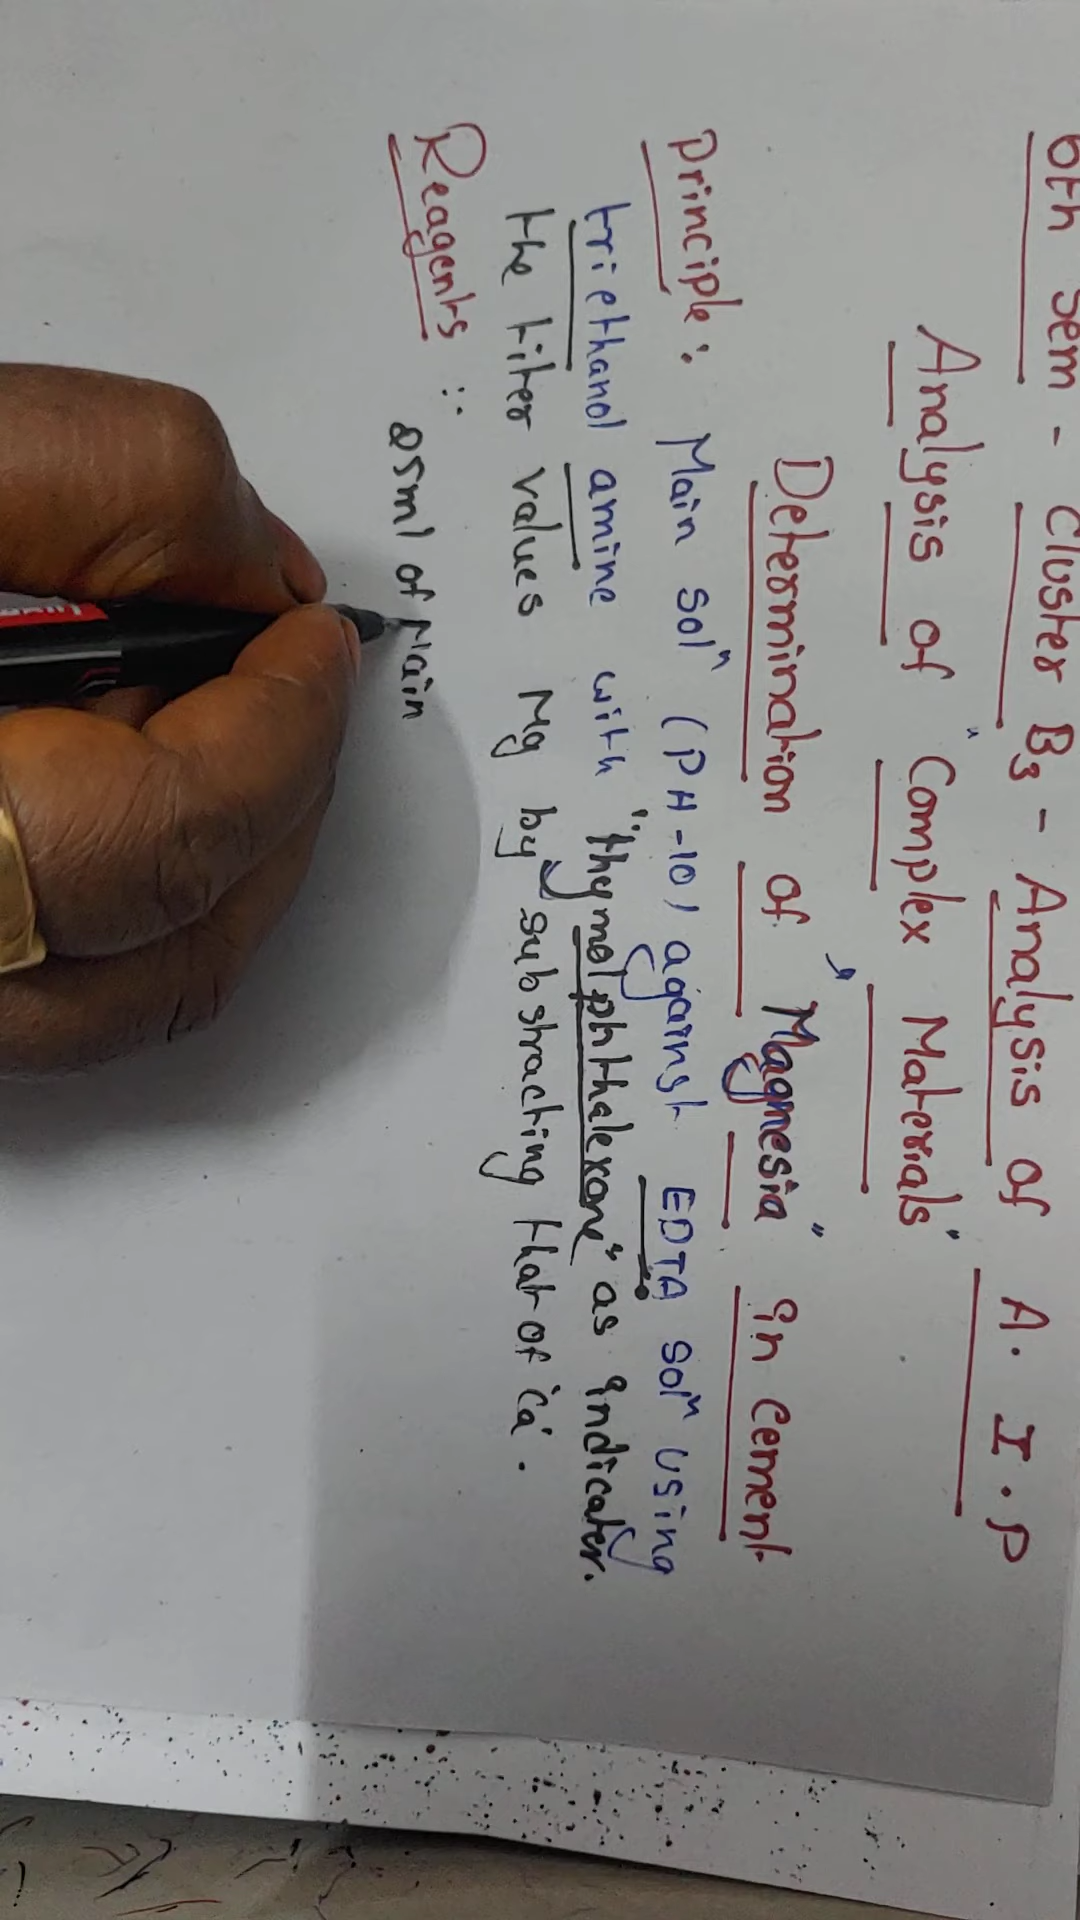 6th Sem - Cluster B3 - Analysis of A. I. P
Analysis of "Complex Materials"
Determination of "Magnesia" in cement
Principle: Main solⁿ (PH-10) against EDTA solⁿ using
triethanol amine with "thymolphthalexone" as indicater.
the titer values Mg by substracting that of 'Ca'.
Reagents :
25ml of Main